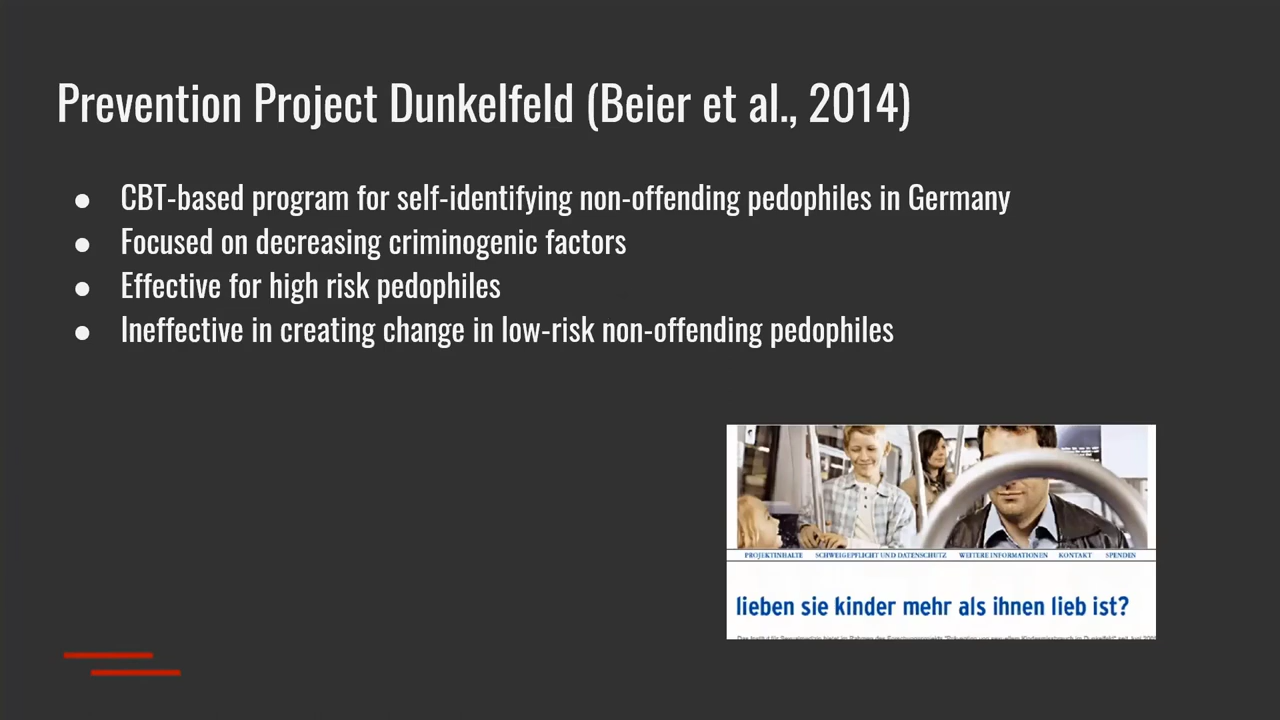 Prevention Project Dunkelfeld (Beier et al., 2014)
● CBT-based program for self-identifying non-offending pedophiles in Germany
● Focused on decreasing criminogenic factors
● Effective for high risk pedophiles
● Ineffective in creating change in low-risk non-offending pedophiles
PROJEKTINHALTE SCHWEIGEPFLICHT UND DATENSCHUTZ WEITERE INFORMATIONEN KONTAKT SPENDEN
lieben sie kinder mehr als ihnen lieb ist?